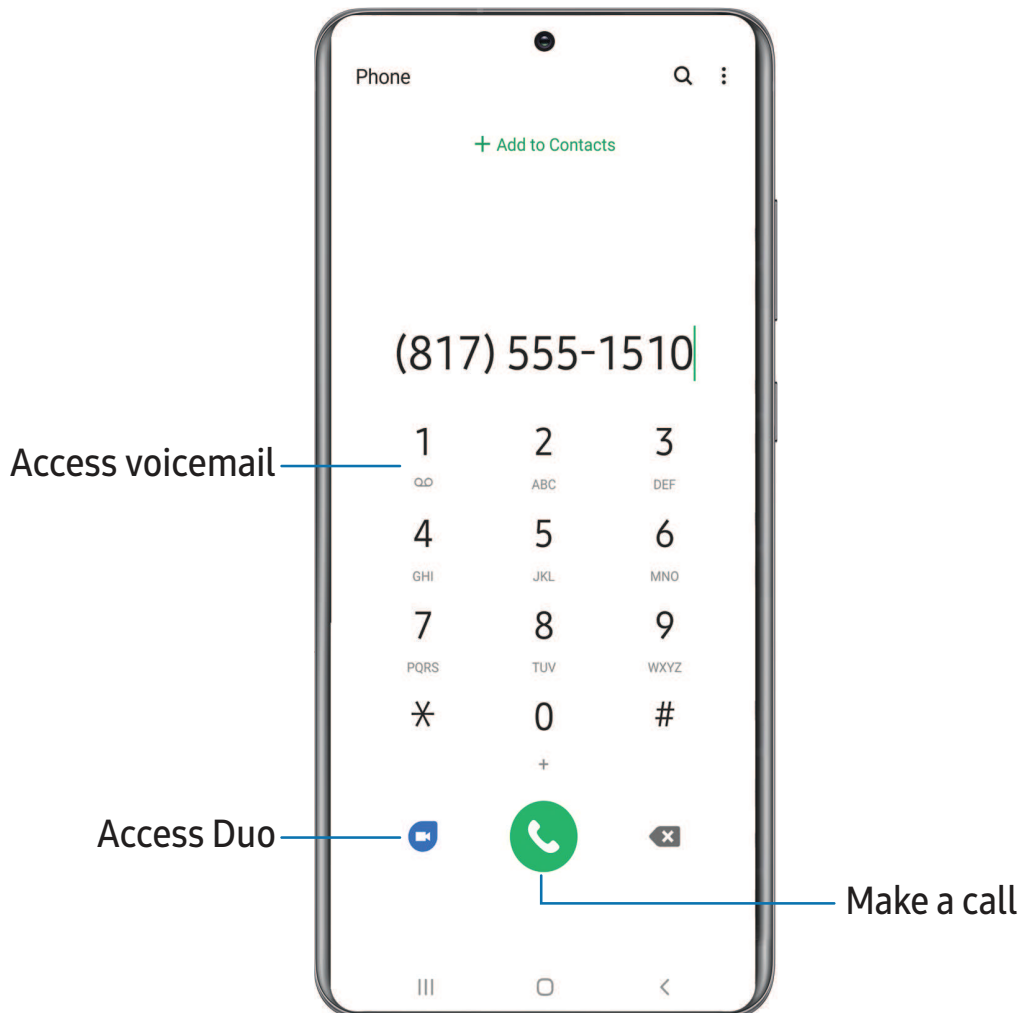 Phone
+ Add to Contacts
(817) 555-1510
1 2 3
ABC DEF
Access voicemail
4 5 6
GHI JKL MNO
7 8 9
PQRS TUV WXYZ
* 0 #
+
Access Duo
Make a call